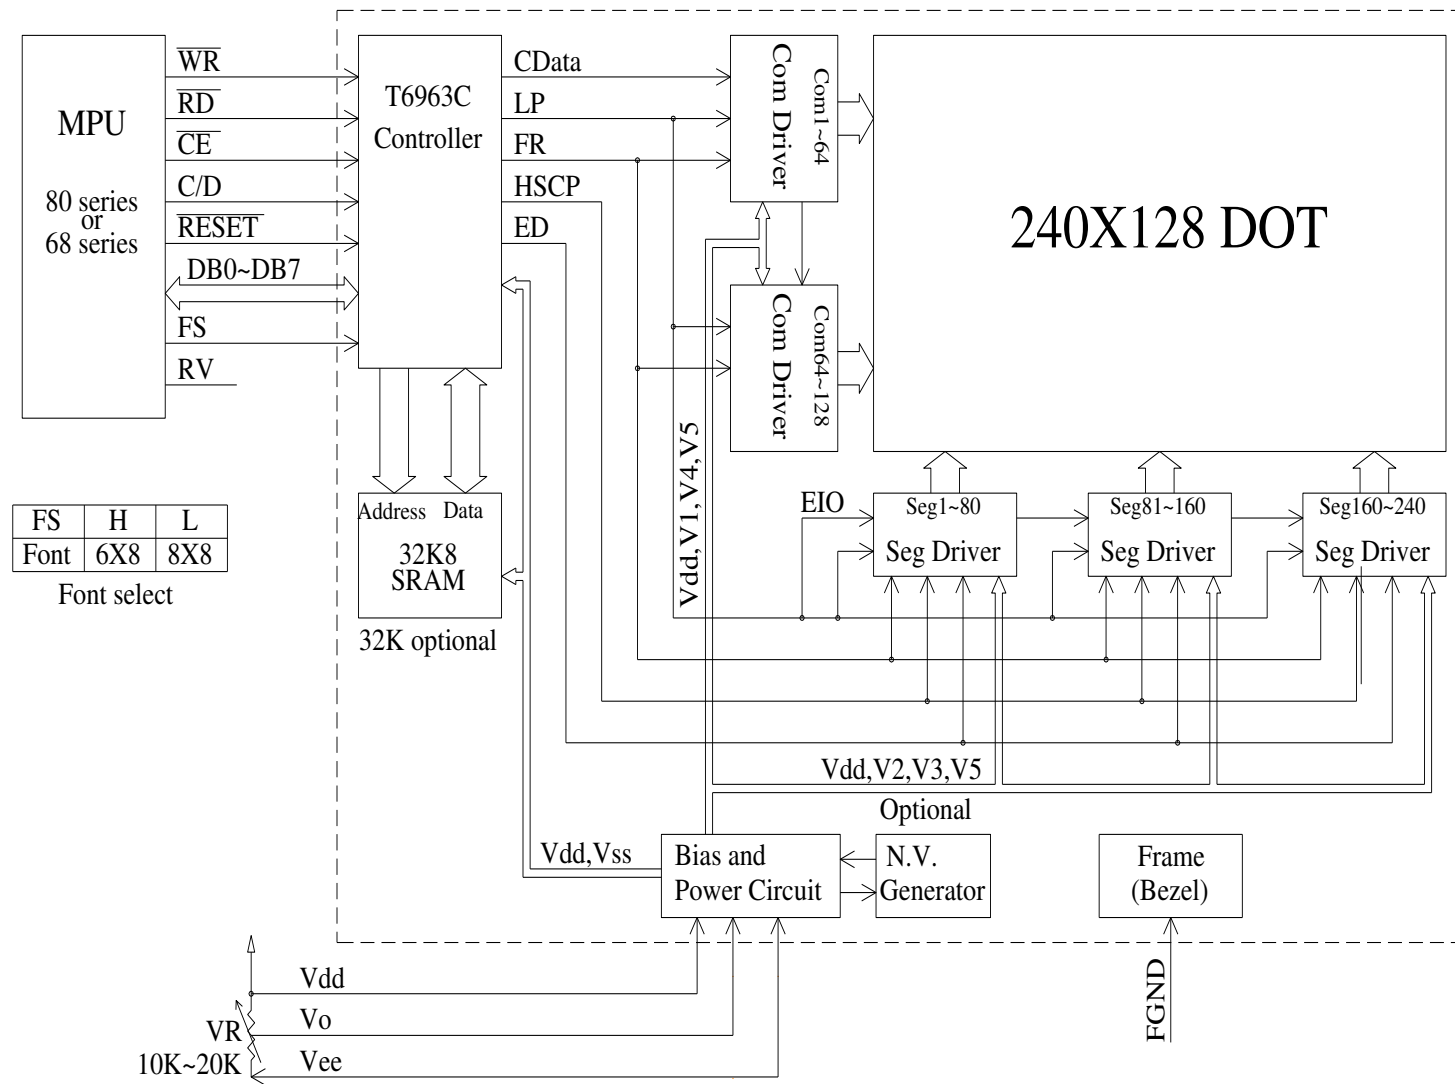 MPU
80 series
or
68 series
WR
RD
CE
C/D
RESET
DB0~DB7
FS
RV
T6963C
Controller
CData
LP
FR
HSCP
ED
Com Driver
Com1~64
Com Driver
Com64~128
240X128 DOT
Vdd,V1,V4,V5
Address Data
32K8
SRAM
32K optional
FS H L
Font 6X8 8X8
Font select
EIO
Seg1~80
Seg Driver
Seg81~160
Seg Driver
Seg160~240
Seg Driver
Vdd,V2,V3,V5
Optional
Vdd,Vss
Bias and
Power Circuit
N.V.
Generator
Frame
(Bezel)
FGND
Vdd
Vo
Vee
VR
10K~20K